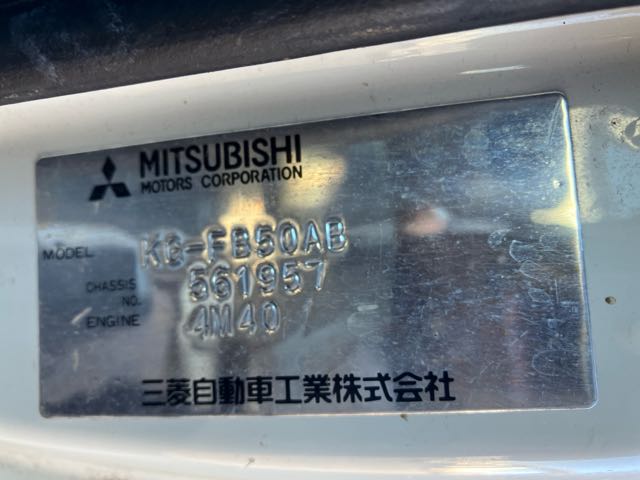 MITSUBISHI
MOTORS CORPORATION
MODEL KG-FB50AB
CHASSIS NO. 561957
ENGINE 4M40
三菱自動車工業株式会社